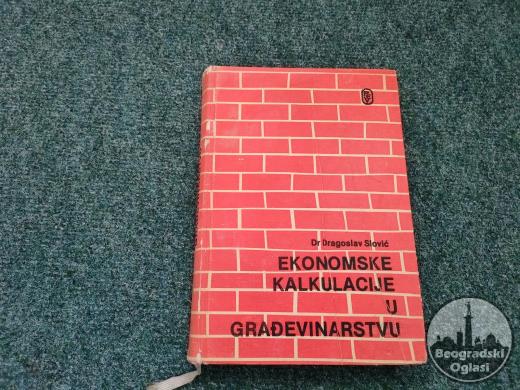 Dr Dragoslav Slović
EKONOMSKE
KALKULACIJE
U
GRAĐEVINARSTVU
Beogradski
Oglasi